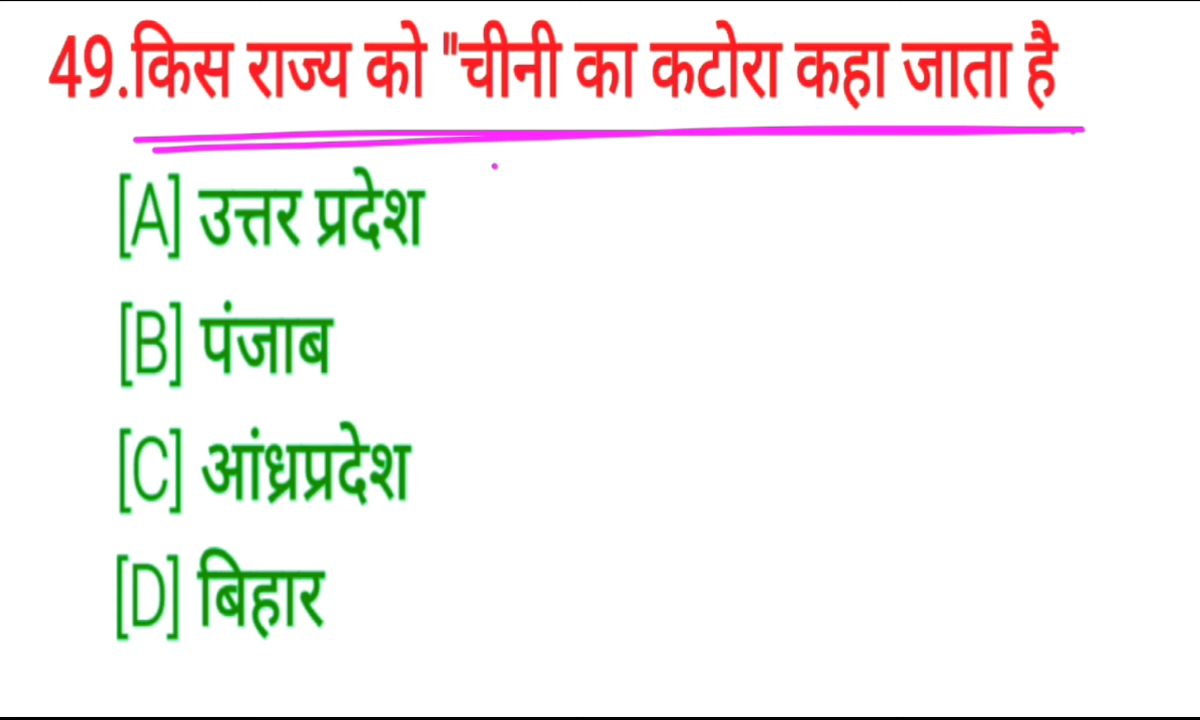 49.किस राज्य को "चीनी का कटोरा कहा जाता है
[A] उत्तर प्रदेश
[B] पंजाब
[C] आंध्रप्रदेश
[D] बिहार